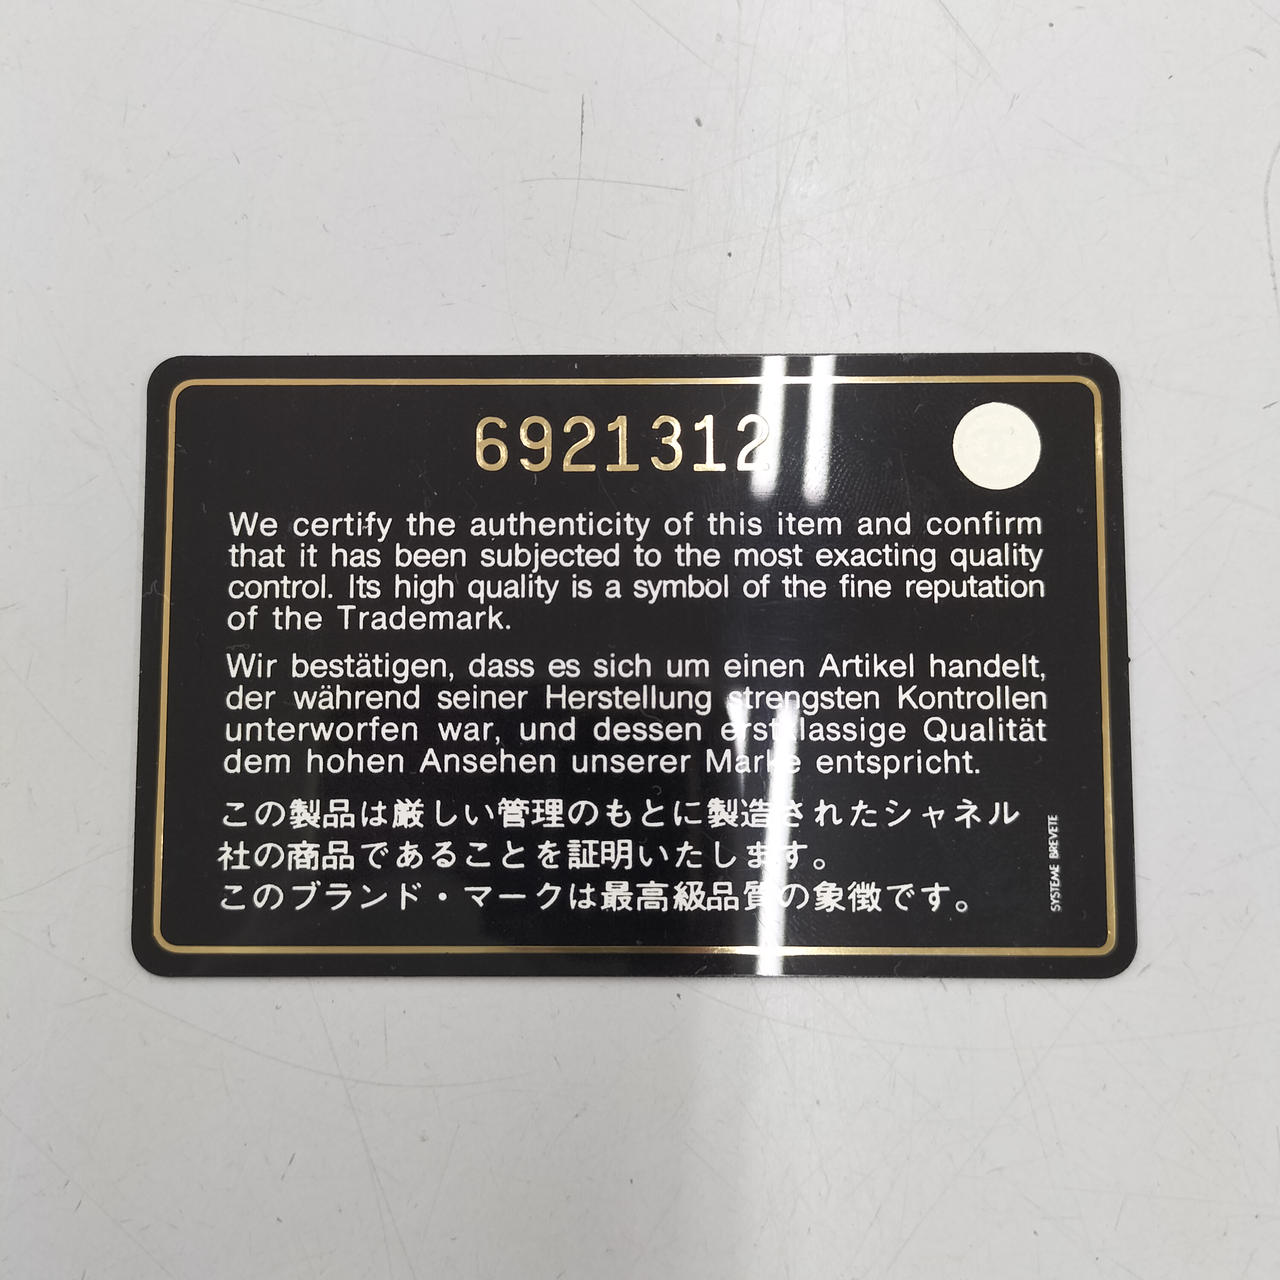 6921312
We certify the authenticity of this item and confirm
that it has been subjected to the most exacting quality
control. Its high quality is a symbol of the fine reputation
of the Trademark.
Wir bestätigen, dass es sich um einen Artikel handelt,
der während seiner Herstellung strengsten Kontrollen
unterworfen war, und dessen erstklassige Qualität
dem hohen Ansehen unserer Marke entspricht.
この製品は厳しい管理のもとに製造されたシャネル
社の商品であることを証明いたします。
このブランド・マークは最高級品質の象徴です。
SYSTEME BREVETE